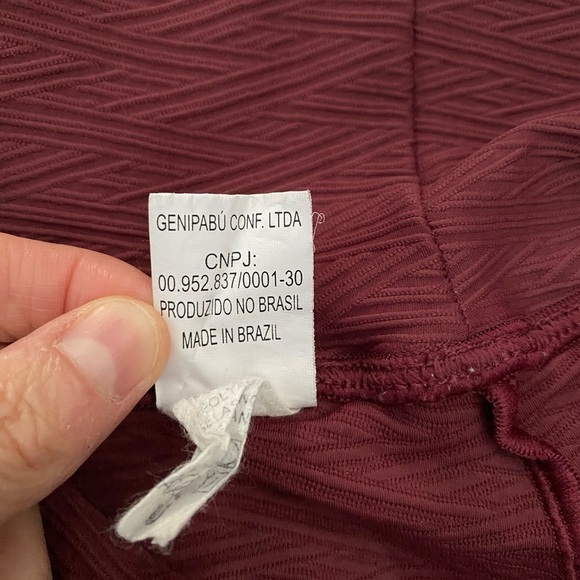 GENIPABÚ CONF. LTDA
CNPJ:
00.952.837/0001-30
PRODUZIDO NO BRASIL
MADE IN BRAZIL